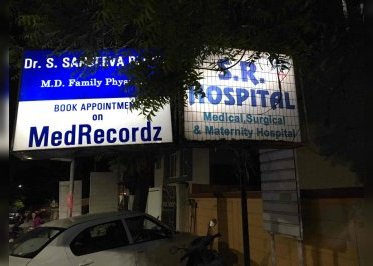 Dr. S. SANJEEVA
M.D. Family
BOOK APPOINTMENT
on
MedRecordz
S.R.
HOSPITAL
Medical, Surgical
& Maternity Hospital